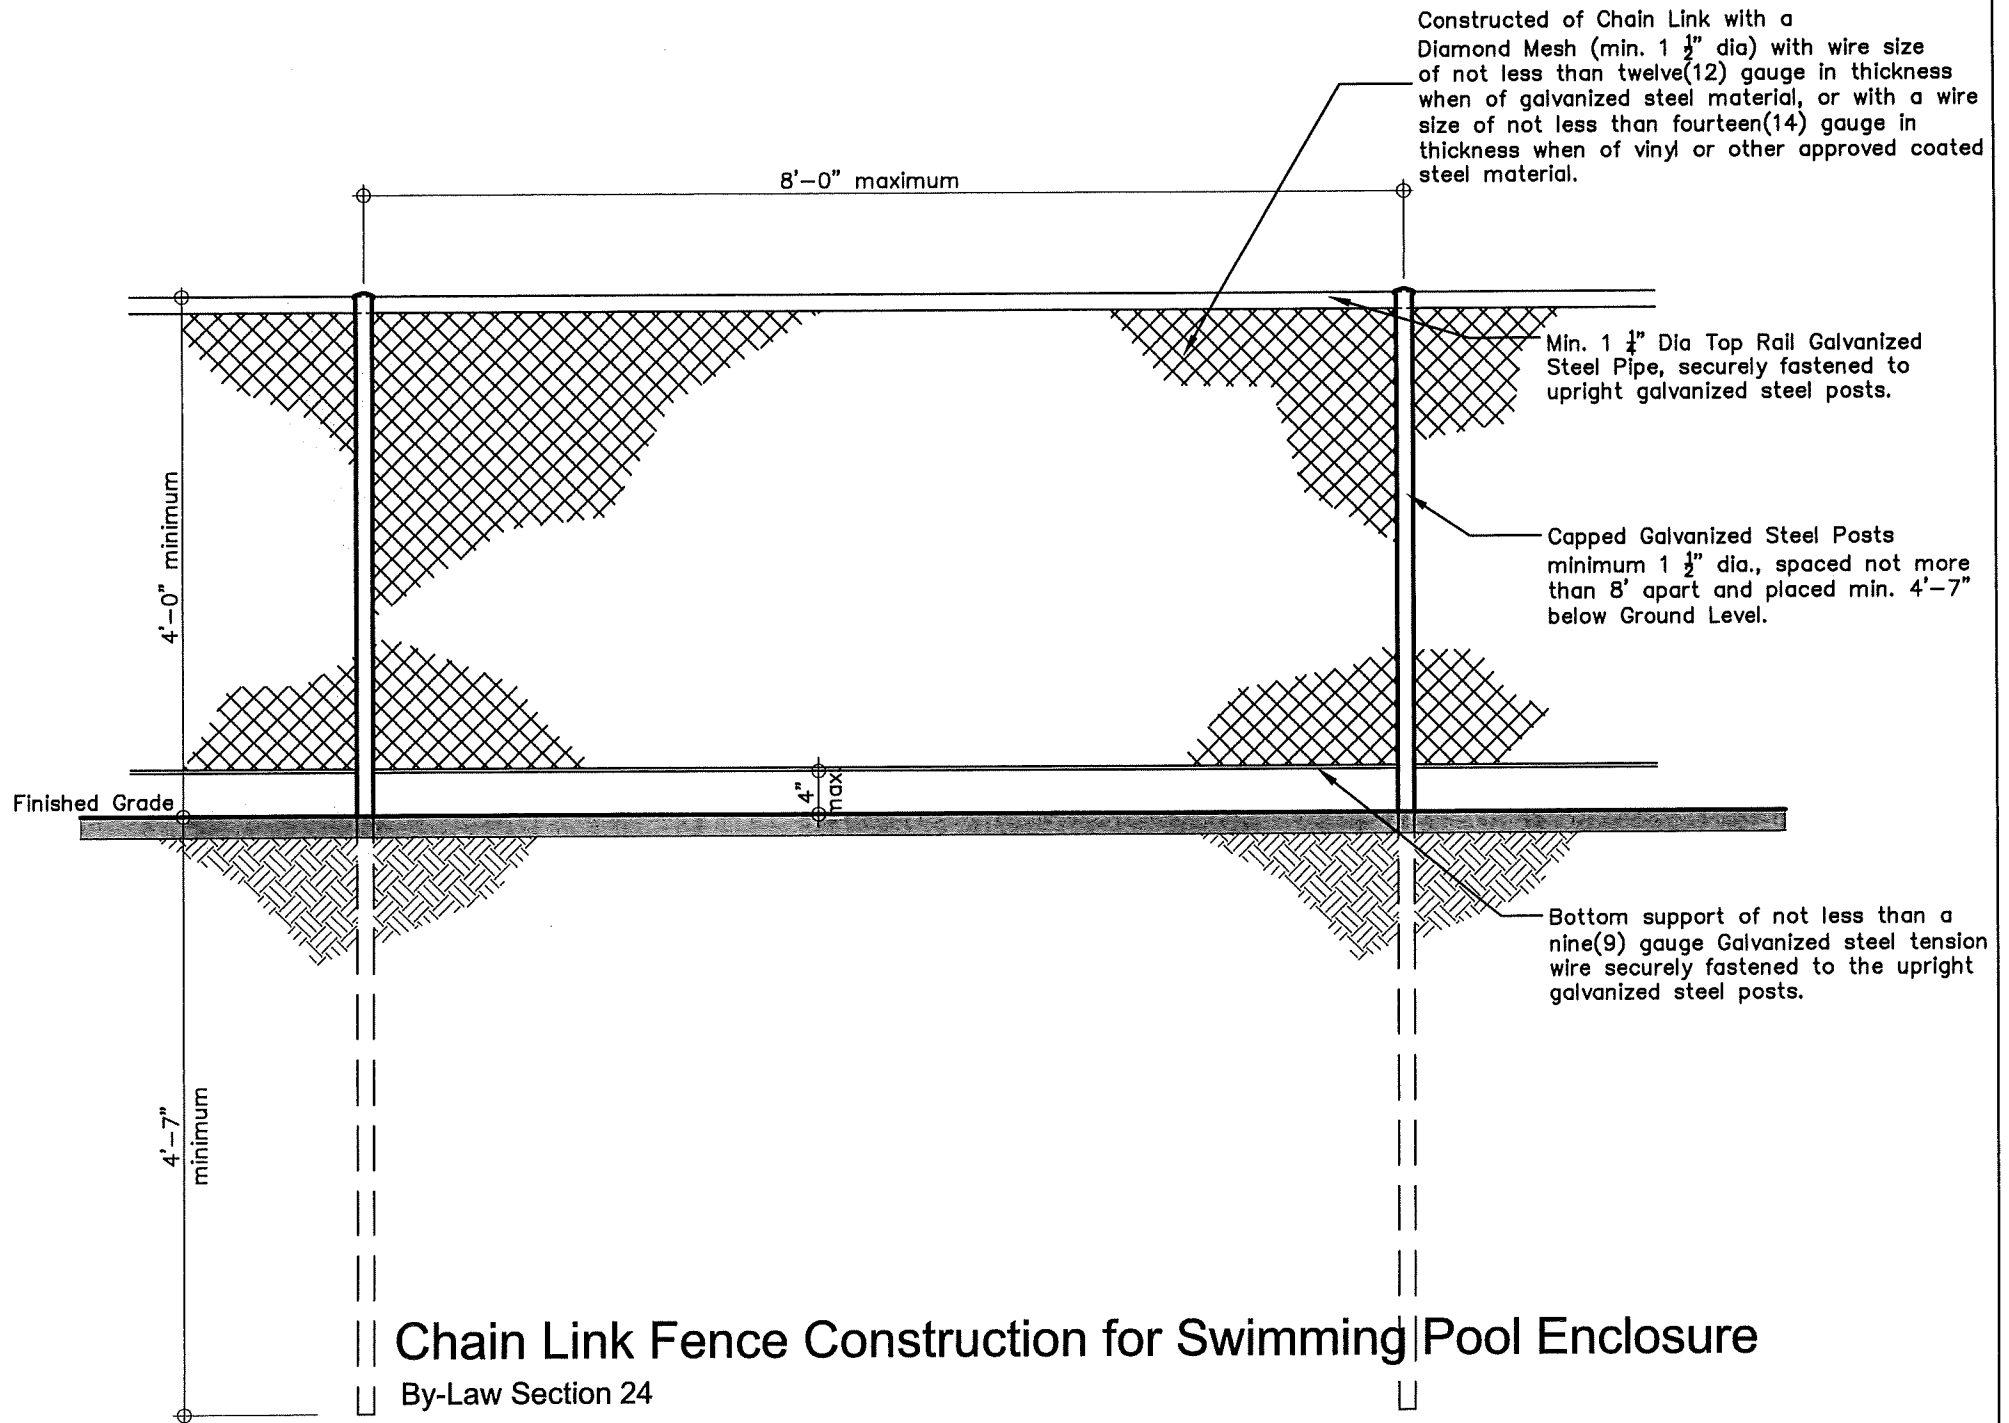 Constructed of Chain Link with a
Diamond Mesh (min. 1 ½" dia) with wire size
of not less than twelve(12) gauge in thickness
when of galvanized steel material, or with a wire
size of not less than fourteen(14) gauge in
thickness when of vinyl or other approved coated
steel material.
8'-0" maximum
Min. 1 ¼" Dia Top Rail Galvanized
Steel Pipe, securely fastened to
upright galvanized steel posts.
4'-0" minimum
Capped Galvanized Steel Posts
minimum 1 ½" dia., spaced not more
than 8' apart and placed min. 4'-7"
below Ground Level.
4"
max.
Finished Grade
Bottom support of not less than a
nine(9) gauge Galvanized steel tension
wire securely fastened to the upright
galvanized steel posts.
4'-7"
minimum
Chain Link Fence Construction for Swimming Pool Enclosure
By-Law Section 24